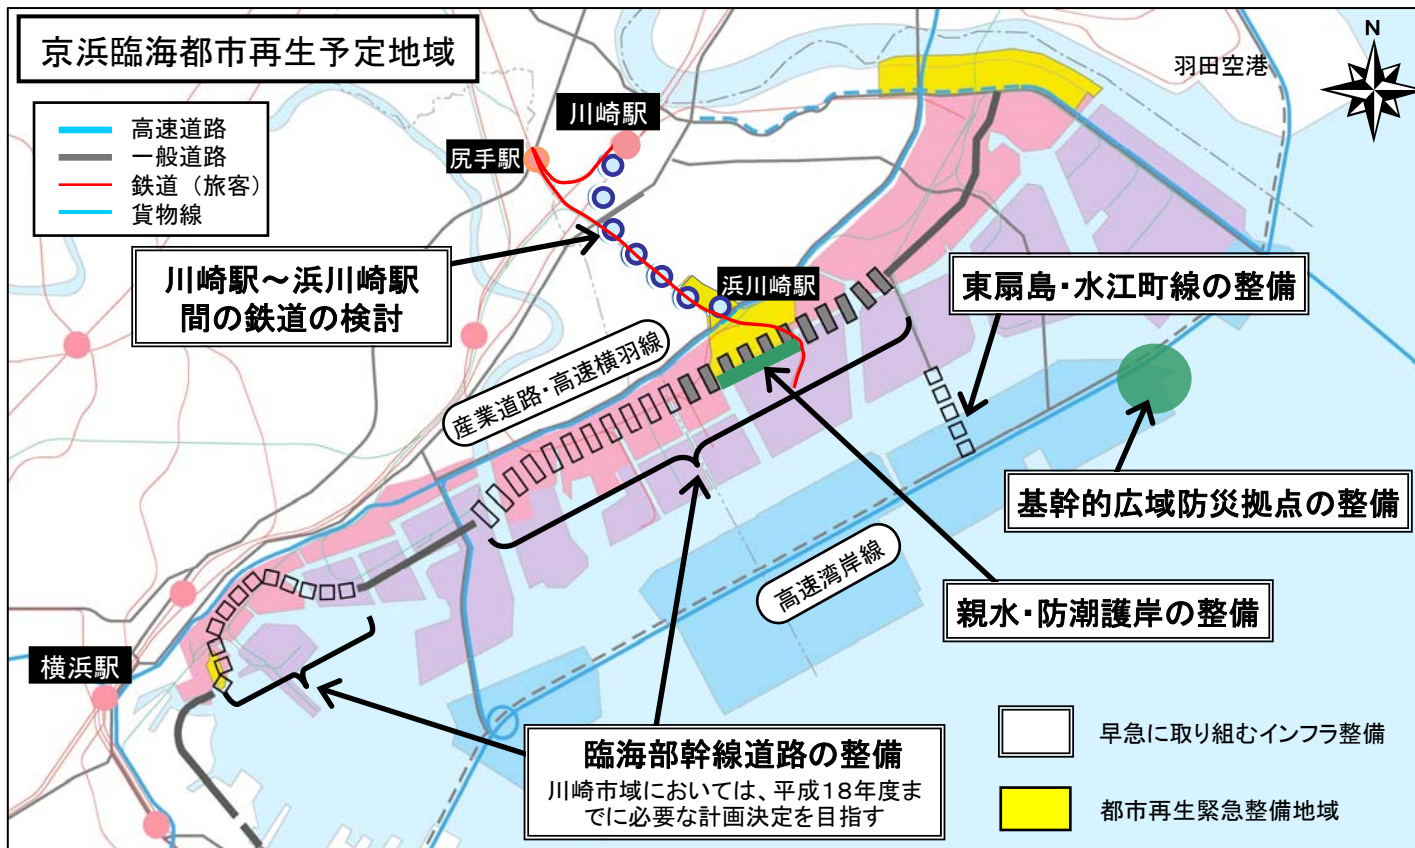 京浜臨海都市再生予定地域
N
羽田空港
高速道路
一般道路
鉄道（旅客）
貨物線
川崎駅
尻手駅
川崎駅～浜川崎駅
間の鉄道の検討
浜川崎駅
東扇島・水江町線の整備
産業道路・高速横羽線
基幹的広域防災拠点の整備
高速湾岸線
親水・防潮護岸の整備
横浜駅
臨海部幹線道路の整備
川崎市域においては、平成18年度ま
でに必要な計画決定を目指す
早急に取り組むインフラ整備
都市再生緊急整備地域